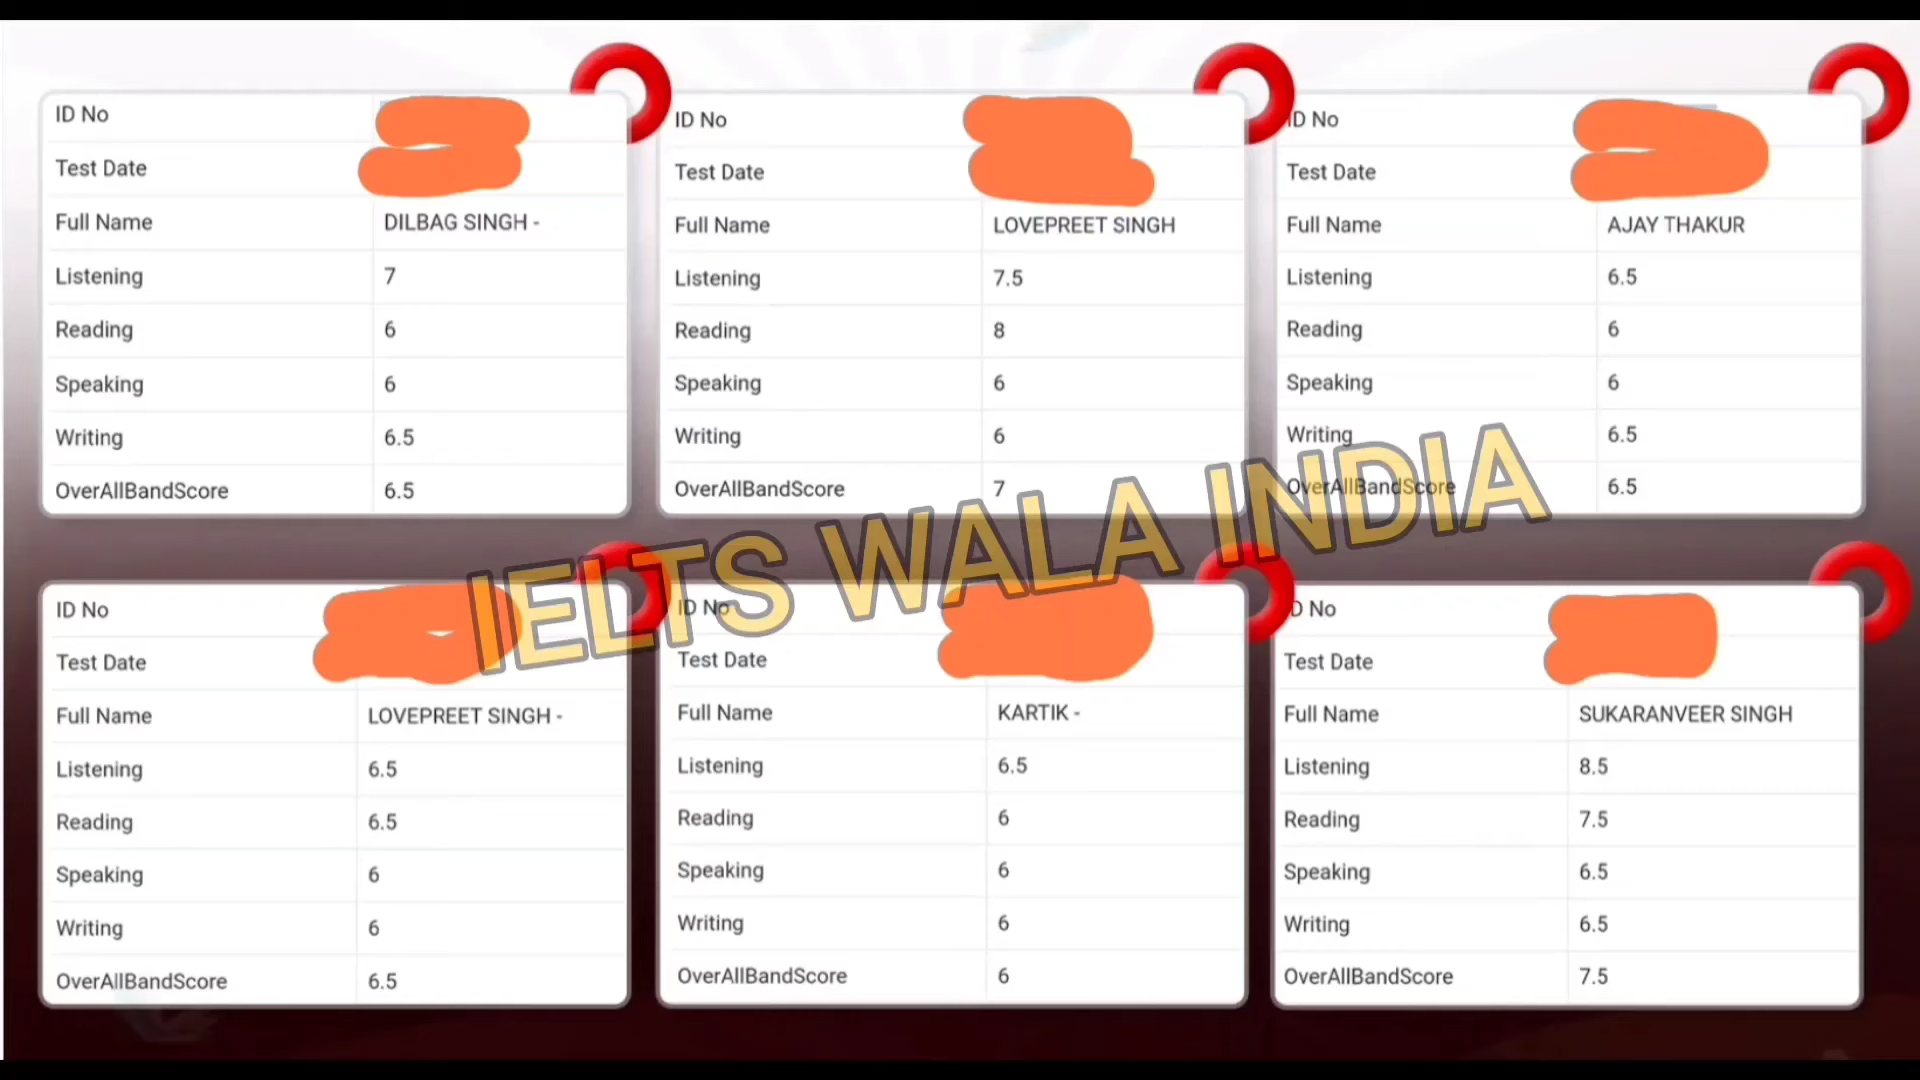 ID No
Test Date
Full Name DILBAG SINGH -
Listening 7
Reading 6
Speaking 6
Writing 6.5
OverAllBandScore 6.5
ID No
Test Date
Full Name LOVEPREET SINGH
Listening 7.5
Reading 8
Speaking 6
Writing 6
OverAllBandScore 7
ID No
Test Date
Full Name AJAY THAKUR
Listening 6.5
Reading 6
Speaking 6
Writing 6.5
OverAllBandScore 6.5
IELTS WALA INDIA
ID No
Test Date
Full Name LOVEPREET SINGH -
Listening 6.5
Reading 6.5
Speaking 6
Writing 6
OverAllBandScore 6.5
ID No
Test Date
Full Name KARTIK -
Listening 6.5
Reading 6
Speaking 6
Writing 6
OverAllBandScore 6
ID No
Test Date
Full Name SUKARANVEER SINGH
Listening 8.5
Reading 7.5
Speaking 6.5
Writing 6.5
OverAllBandScore 7.5